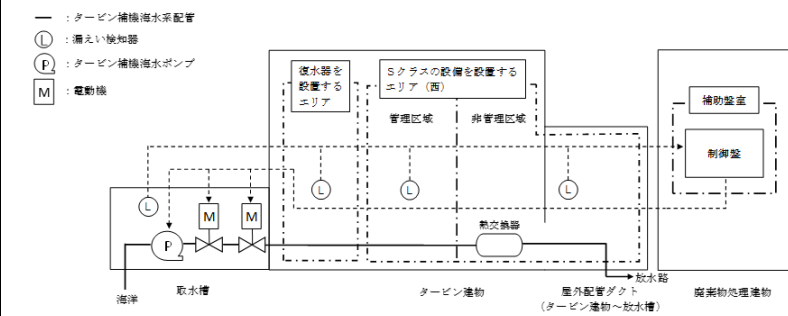 ：タービン補機海水系配管
L ：漏えい検知器
P ：タービン補機海水ポンプ
M ：電動機
復水器を
設置する
エリア
Sクラスの設備を設置する
エリア（西）
管理区域
非管理区域
補助盤室
制御盤
L
L
L
L
M
M
P
熱交換器
海洋
取水槽
タービン建物
放水路
屋外配管ダクト
（タービン建物～放水槽）
廃棄物処理建物